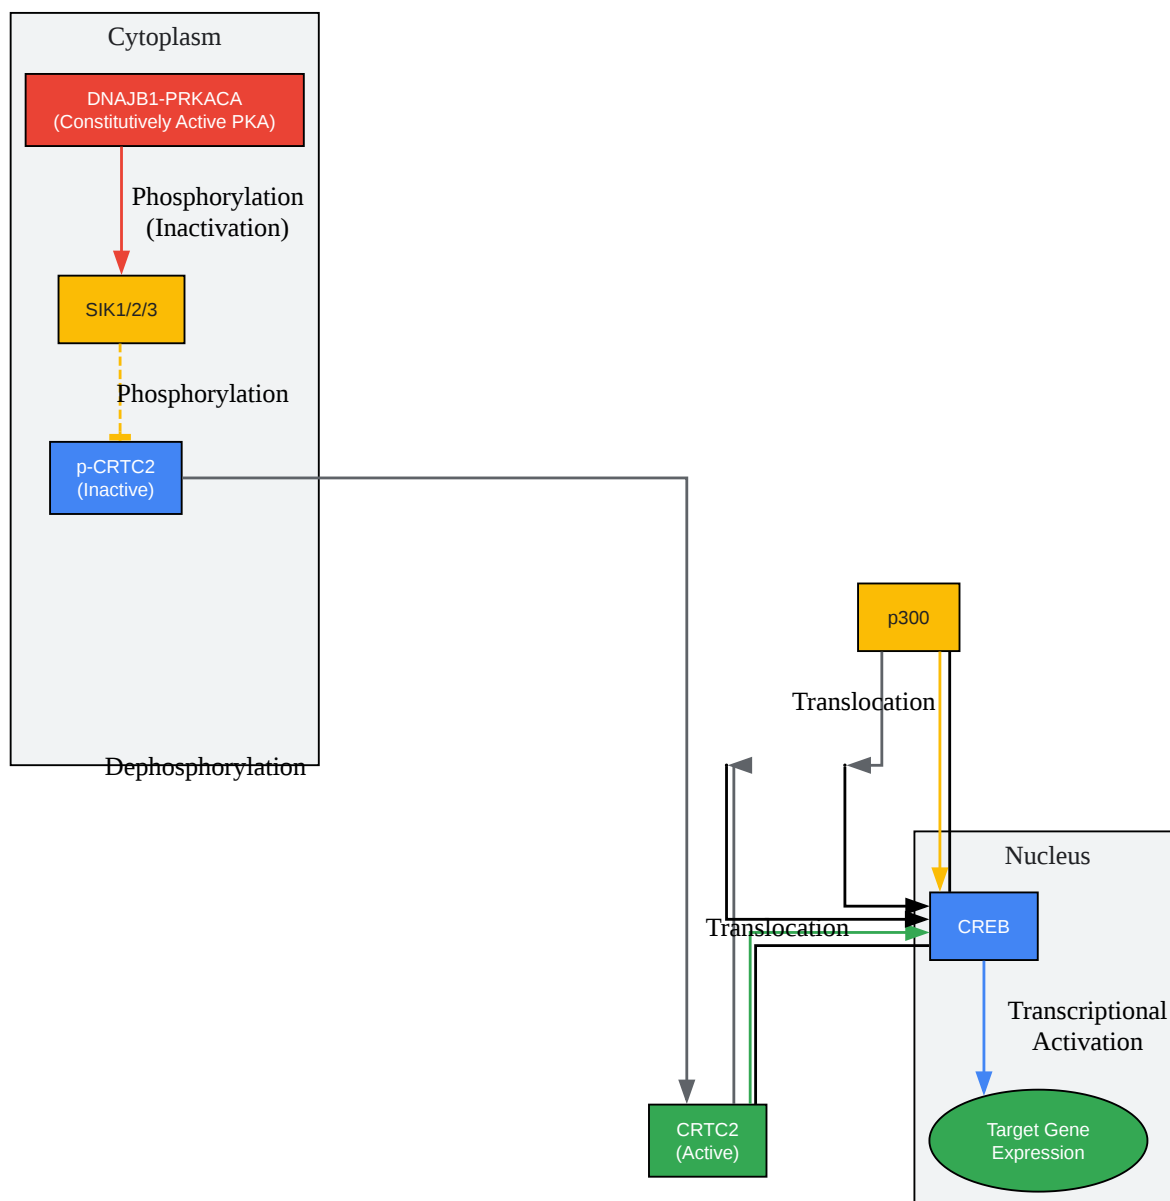 Cytoplasm
DNAJB1-PRKACA
(Constitutively Active PKA)
Phosphorylation
(Inactivation)
SIK1/2/3
Phosphorylation
p-CRTC2
(Inactive)
p300
Translocation
Dephosphorylation
Nucleus
Translocation
CREB
Transcriptional
Activation
CRTC2
(Active)
Target Gene
Expression